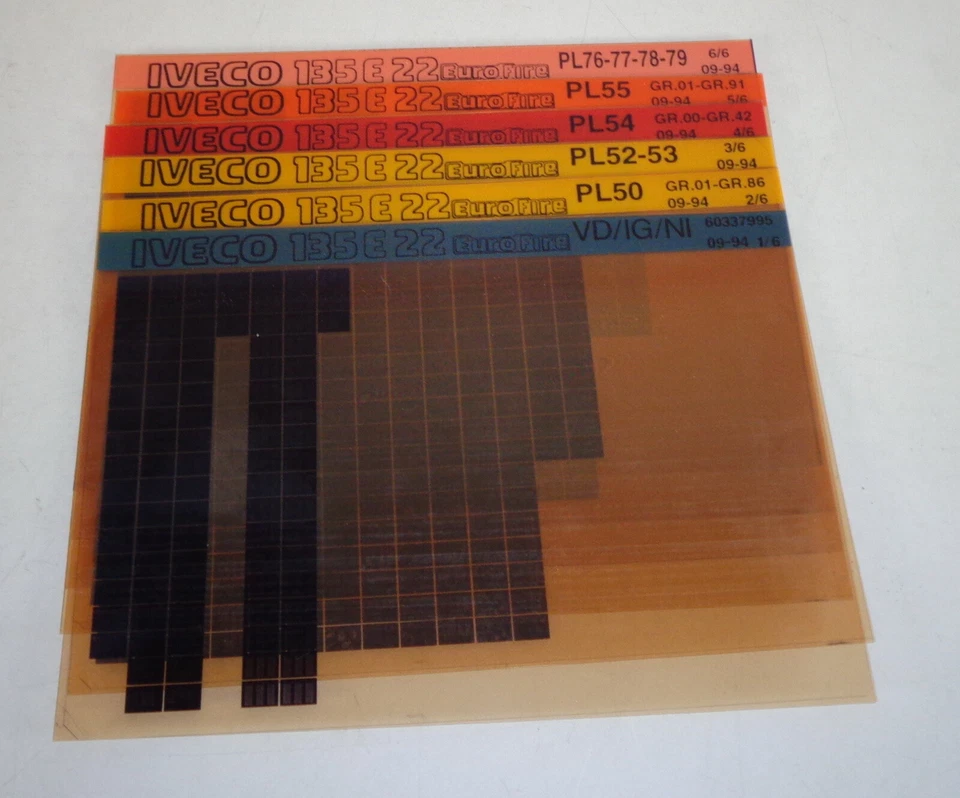 IVECO 135 E 22 EuroFire PL76-77-78-79 6/6
09-94
IVECO 135 E 22 EuroFire PL55 GR.01-GR.91
09-94 5/6
IVECO 135 E 22 EuroFire PL54 GR.00-GR.42
09-94 4/6
IVECO 135 E 22 EuroFire PL52-53 3/6
09-94
IVECO 135 E 22 EuroFire PL50 GR.01-GR.86
09-94 2/6
IVECO 135 E 22 EuroFire VD/IG/NI 60337995
09-94 1/6